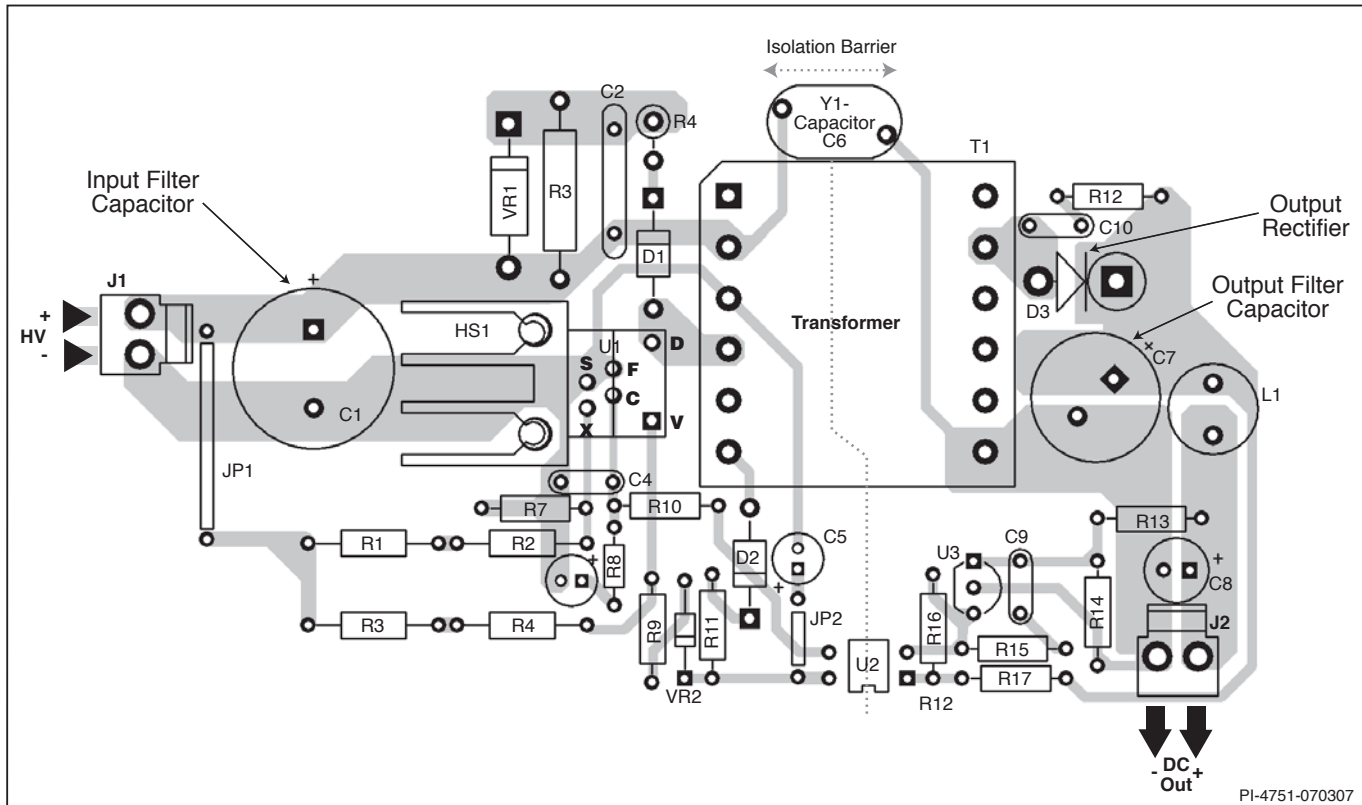 Isolation Barrier
Y1-
Capacitor
C6
C2
R4
T1
Input Filter
Capacitor
VR1
R3
R12
Output
Rectifier
C10
D1
J1
+
HV
-
+
C1
HS1
U1
D
S
F
C
X
V
Transformer
D3
Output Filter
Capacitor
+
C7
L1
JP1
C4
R7
R10
R13
R1
R2
+
R8
D2
C5
+
U3
C9
+
C8
R3
R4
R9
R11
JP2
R16
R14
J2
U2
R15
R17
VR2
R12
- DC +
Out
PI-4751-070307